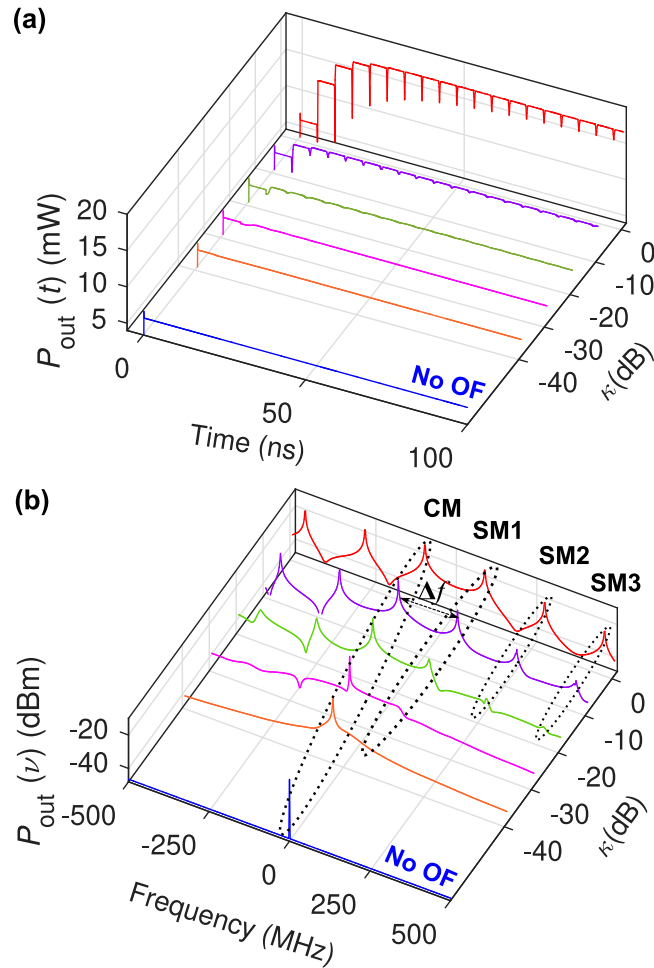 (a)
20
15
10
5
P_out (t) (mW)
0
50
100
Time (ns)
No OF
0
-10
-20
-30
-40
κ(dB)
(b)
CM
SM1
SM2
SM3
Δf
-20
-40
P_out (ν) (dBm)
-500
-250
0
250
500
Frequency (MHz)
No OF
0
-10
-20
-30
-40
κ(dB)